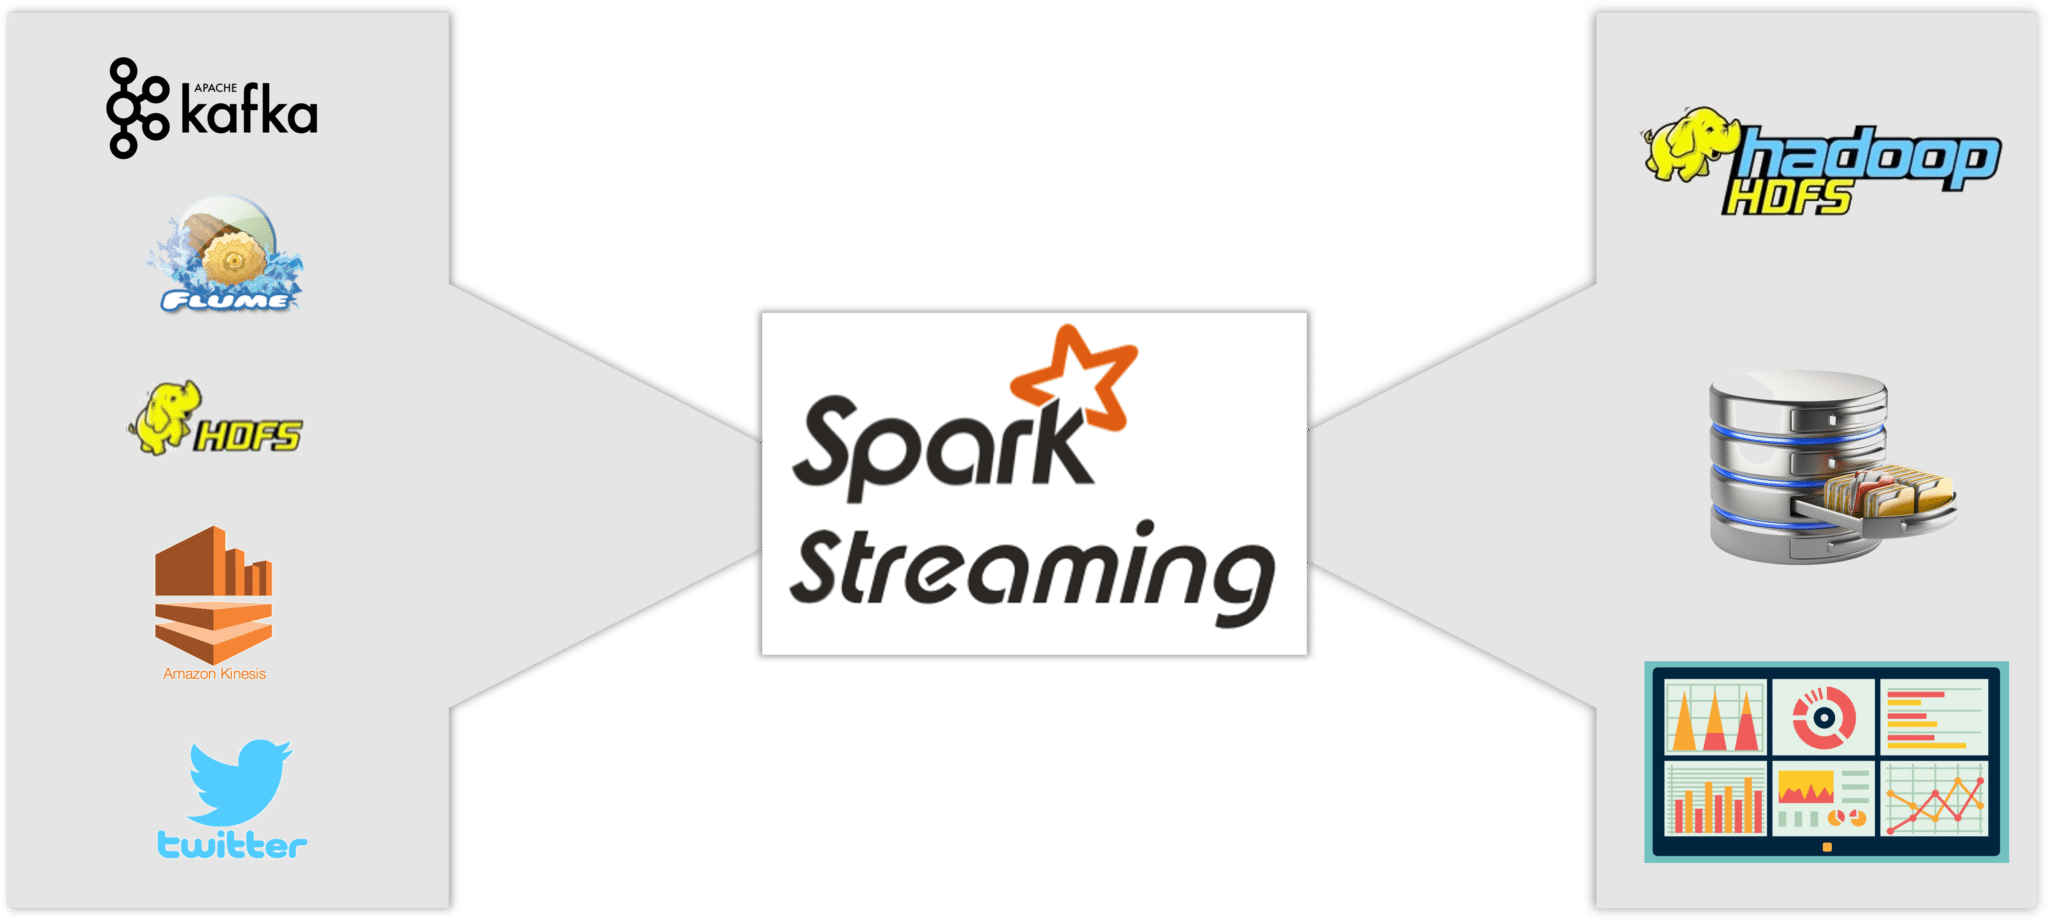 APACHE
kafka
FLUME
HDFS
Amazon Kinesis
twitter
Spark
Streaming
hadoop
HDFS